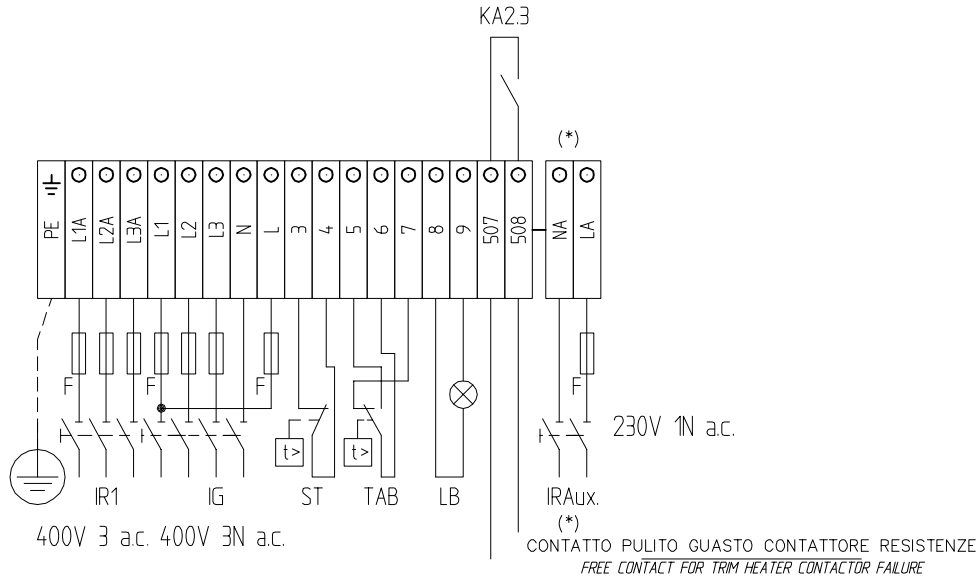 KA2.3
(*)
PE L1A L2A L3A L1 L2 L3 N L 3 4 5 6 7 8 9 507 508 NA LA
F F F F
230V 1N a.c.
t> t>
IR1 IG ST TAB LB IRAux.
(*)
400V 3 a.c. 400V 3N a.c.
CONTATTO PULITO GUASTO CONTATTORE RESISTENZE
FREE CONTACT FOR TRIM HEATER CONTACTOR FAILURE